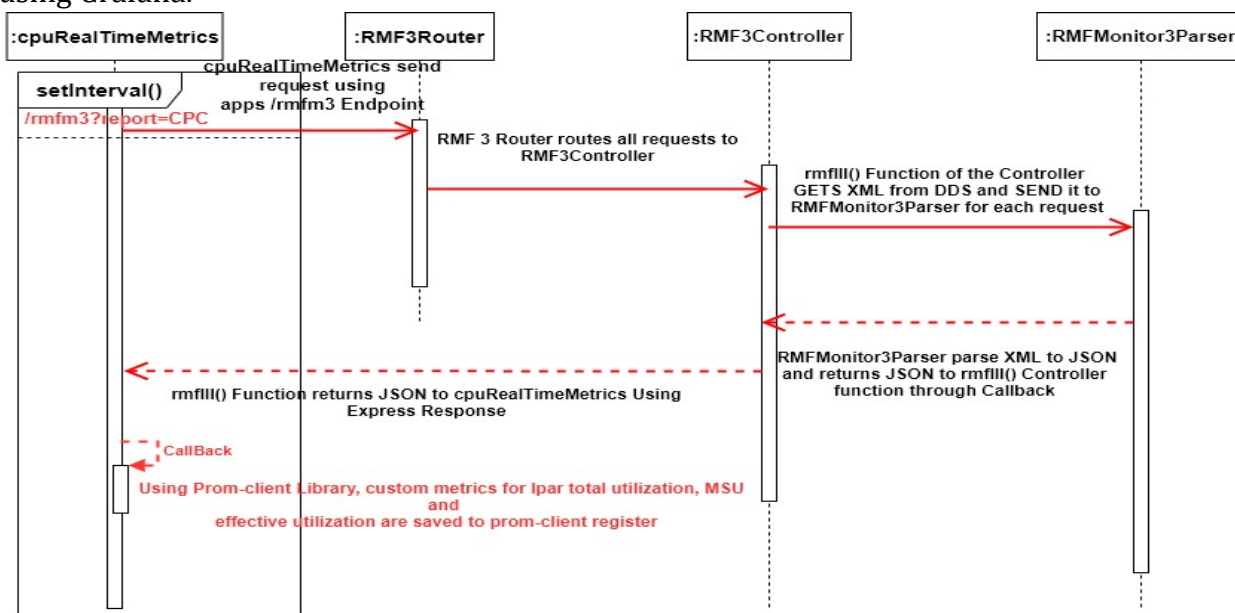 using Grafana.
:cpuRealTimeMetrics
:RMF3Router
:RMF3Controller
:RMFMonitor3Parser
setInterval()
cpuRealTimeMetrics send
request using
apps /rmfm3 Endpoint
/rmfm3?report=CPC
RMF 3 Router routes all requests to
RMF3Controller
rmfIII() Function of the Controller
GETS XML from DDS and SEND it to
RMFMonitor3Parser for each request
RMFMonitor3Parser parse XML to JSON
and returns JSON to rmfIII() Controller
function through Callback
rmfIII() Function returns JSON to cpuRealTimeMetrics Using
Express Response
CallBack
Using Prom-client Library, custom metrics for lpar total utilization, MSU
and
effective utilization are saved to prom-client register